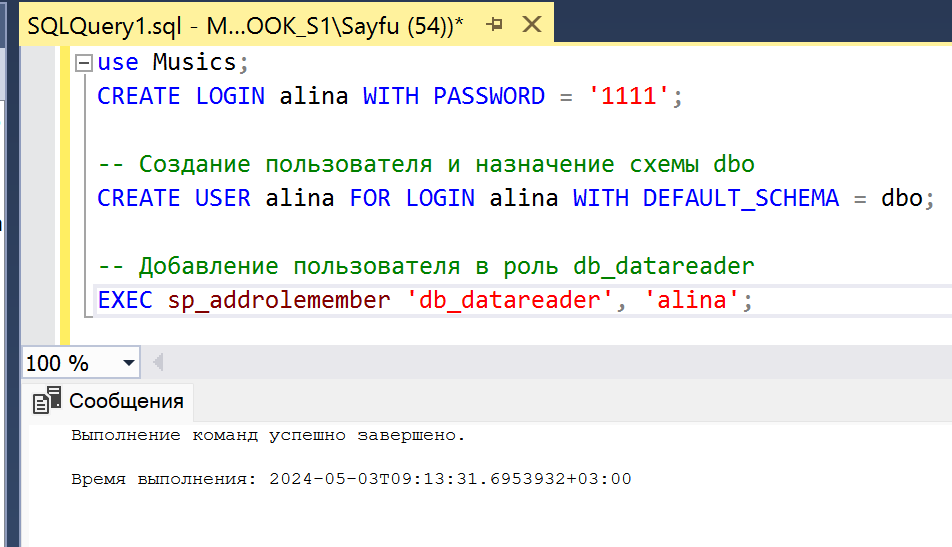 SQLQuery1.sql - M...OOK_S1\Sayfu (54))*
use Musics;
CREATE LOGIN alina WITH PASSWORD = '1111';
-- Создание пользователя и назначение схемы dbo
CREATE USER alina FOR LOGIN alina WITH DEFAULT_SCHEMA = dbo;
-- Добавление пользователя в роль db_datareader
EXEC sp_addrolemember 'db_datareader', 'alina';
100 %
Сообщения
Выполнение команд успешно завершено.
Время выполнения: 2024-05-03T09:13:31.6953932+03:00